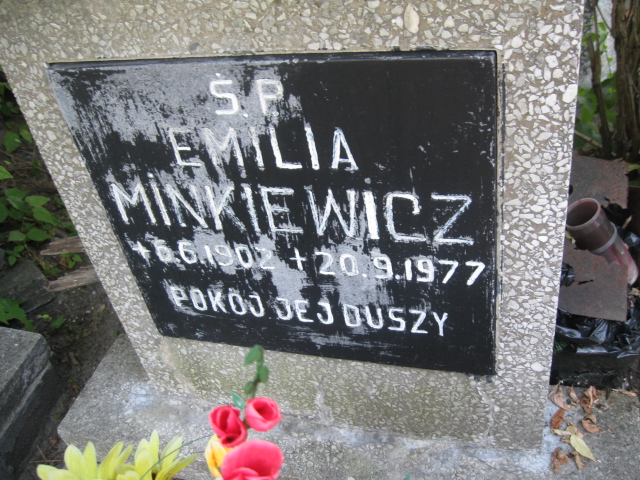 Ś.P.
EMILIA
MINKIEWICZ
+6.6.1902 +20.9.1977
POKÓJ JEJ DUSZY